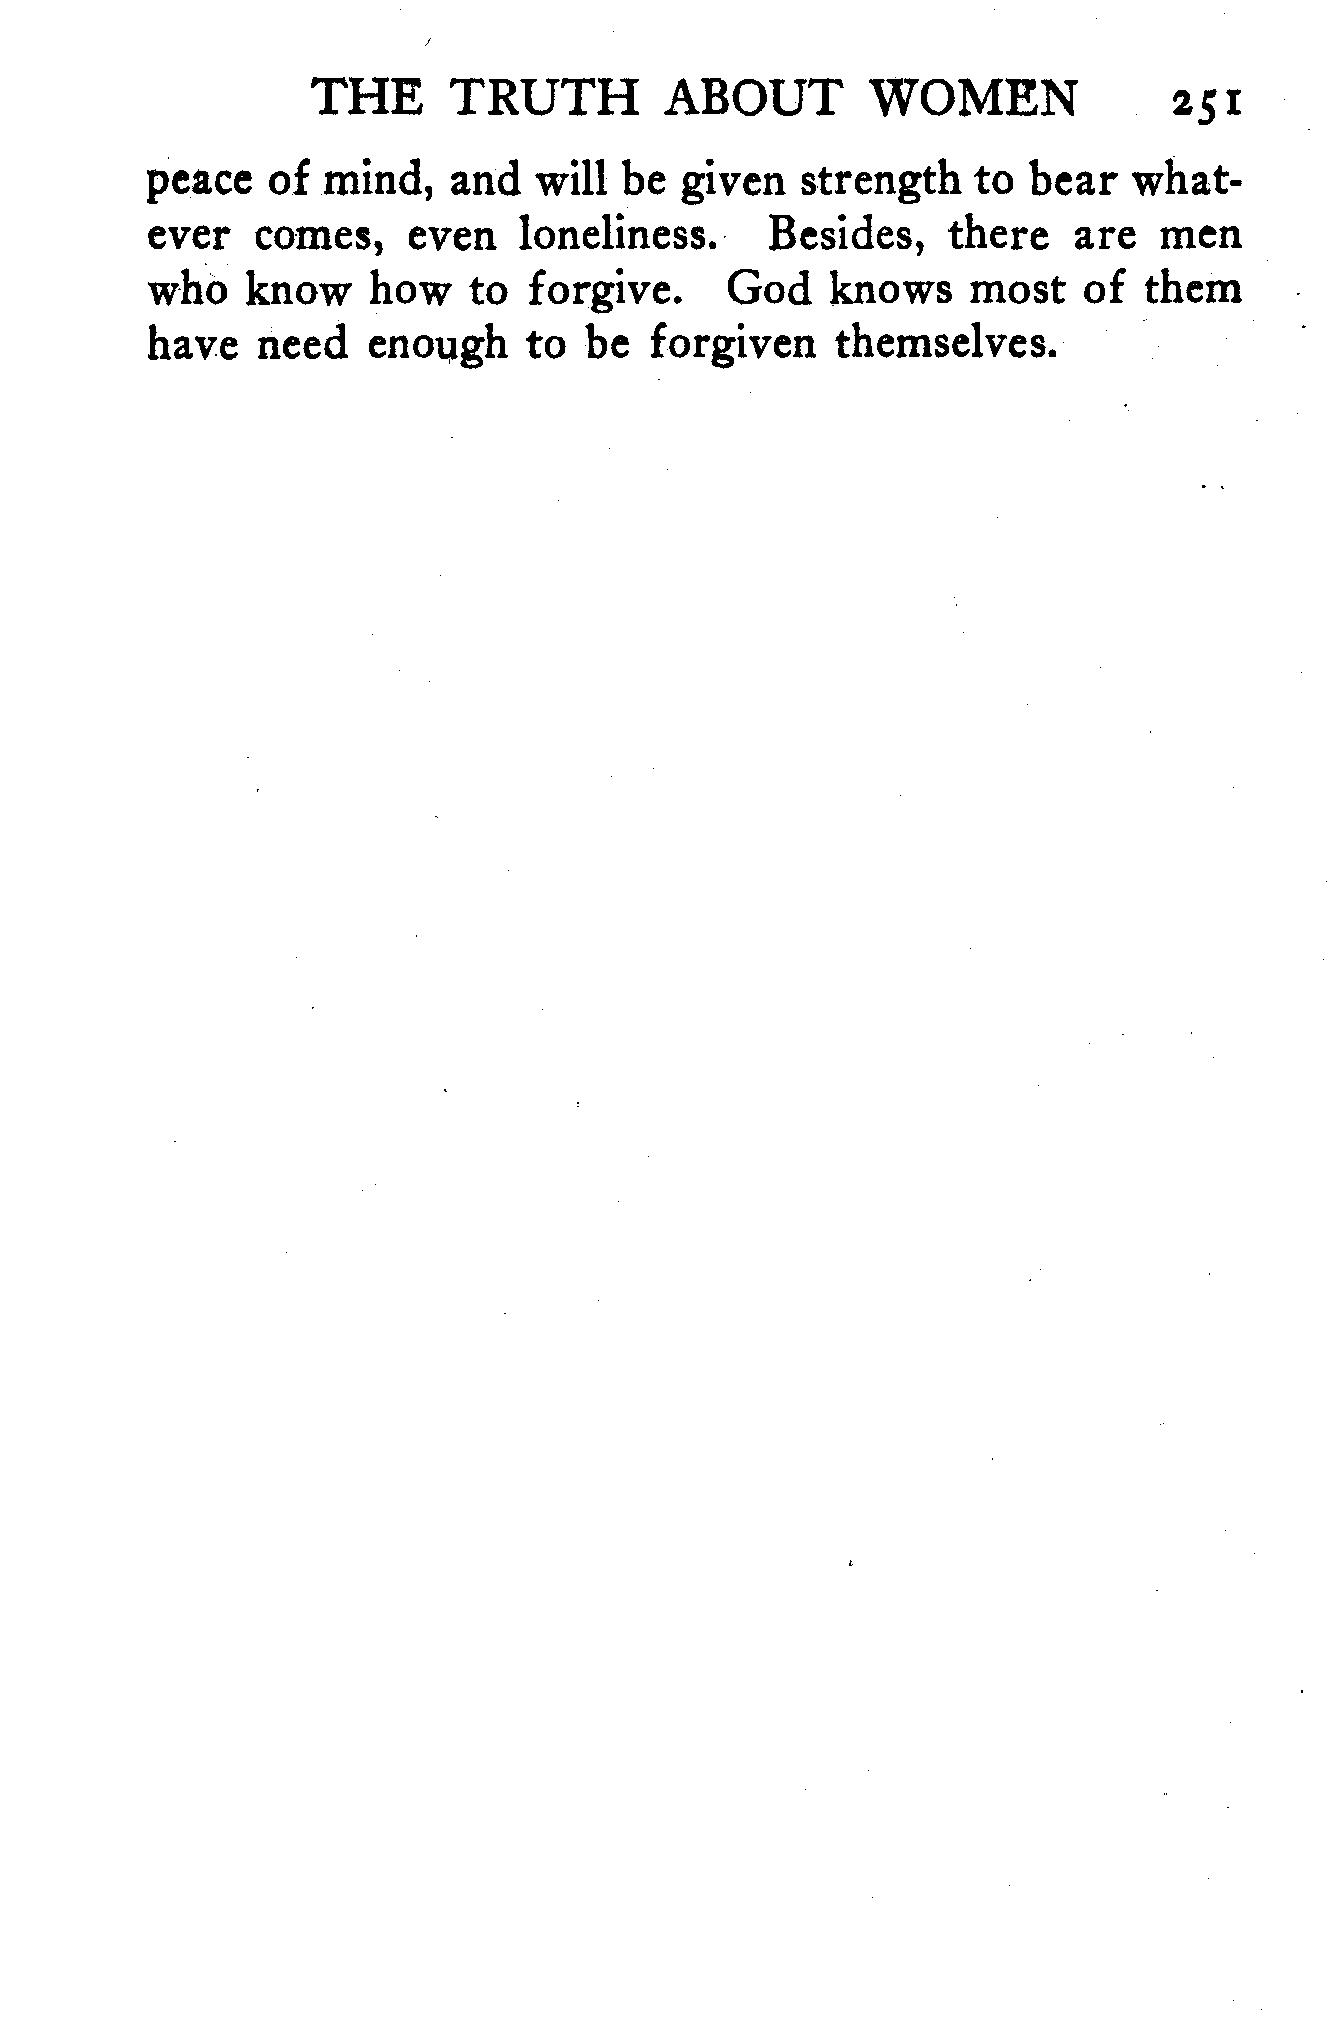 THE TRUTH ABOUT WOMEN 251
peace of mind, and will be given strength to bear what-
ever comes, even loneliness. Besides, there are men
who know how to forgive. God knows most of them
have need enough to be forgiven themselves.